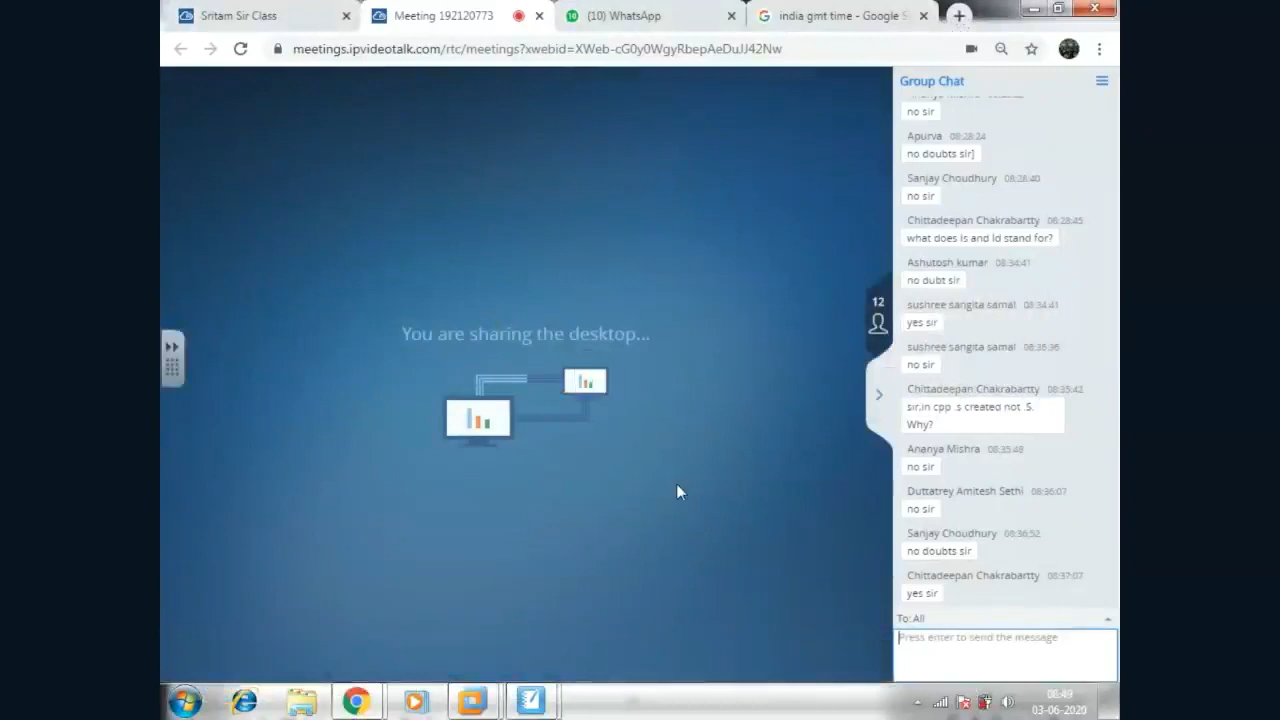 Sritam Sir Class
Meeting 192120773
(10) WhatsApp
india gmt time - Google S
meetings.ipvideotalk.com/rtc/meetings?xwebid=XWeb-cG0y0WgyRbepAeDuJJ42Nw
Group Chat
no sir
Apurva 08:28:24
no doubts sir]
Sanjay Choudhury 08:28:40
no sir
Chittadeepan Chakrabartty 08:28:45
what does ls and ld stand for?
Ashutosh kumar 08:34:41
no dubt sir
sushree sangita samal 08:34:41
yes sir
sushree sangita samal 08:35:36
no sir
Chittadeepan Chakrabartty 08:35:42
sir,in cpp .s created not .S.
Why?
Ananya Mishra 08:35:48
no sir
Duttatrey Amitesh Sethi 08:36:07
no sir
Sanjay Choudhury 08:36:52
no doubts sir
Chittadeepan Chakrabartty 08:37:07
yes sir
12
You are sharing the desktop...
To:All
Press enter to send the message
08:49
03-06-2020